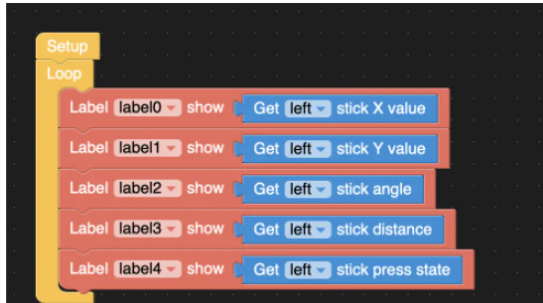 Setup
Loop
Label label0 show Get left stick X value
Label label1 show Get left stick Y value
Label label2 show Get left stick angle
Label label3 show Get left stick distance
Label label4 show Get left stick press state